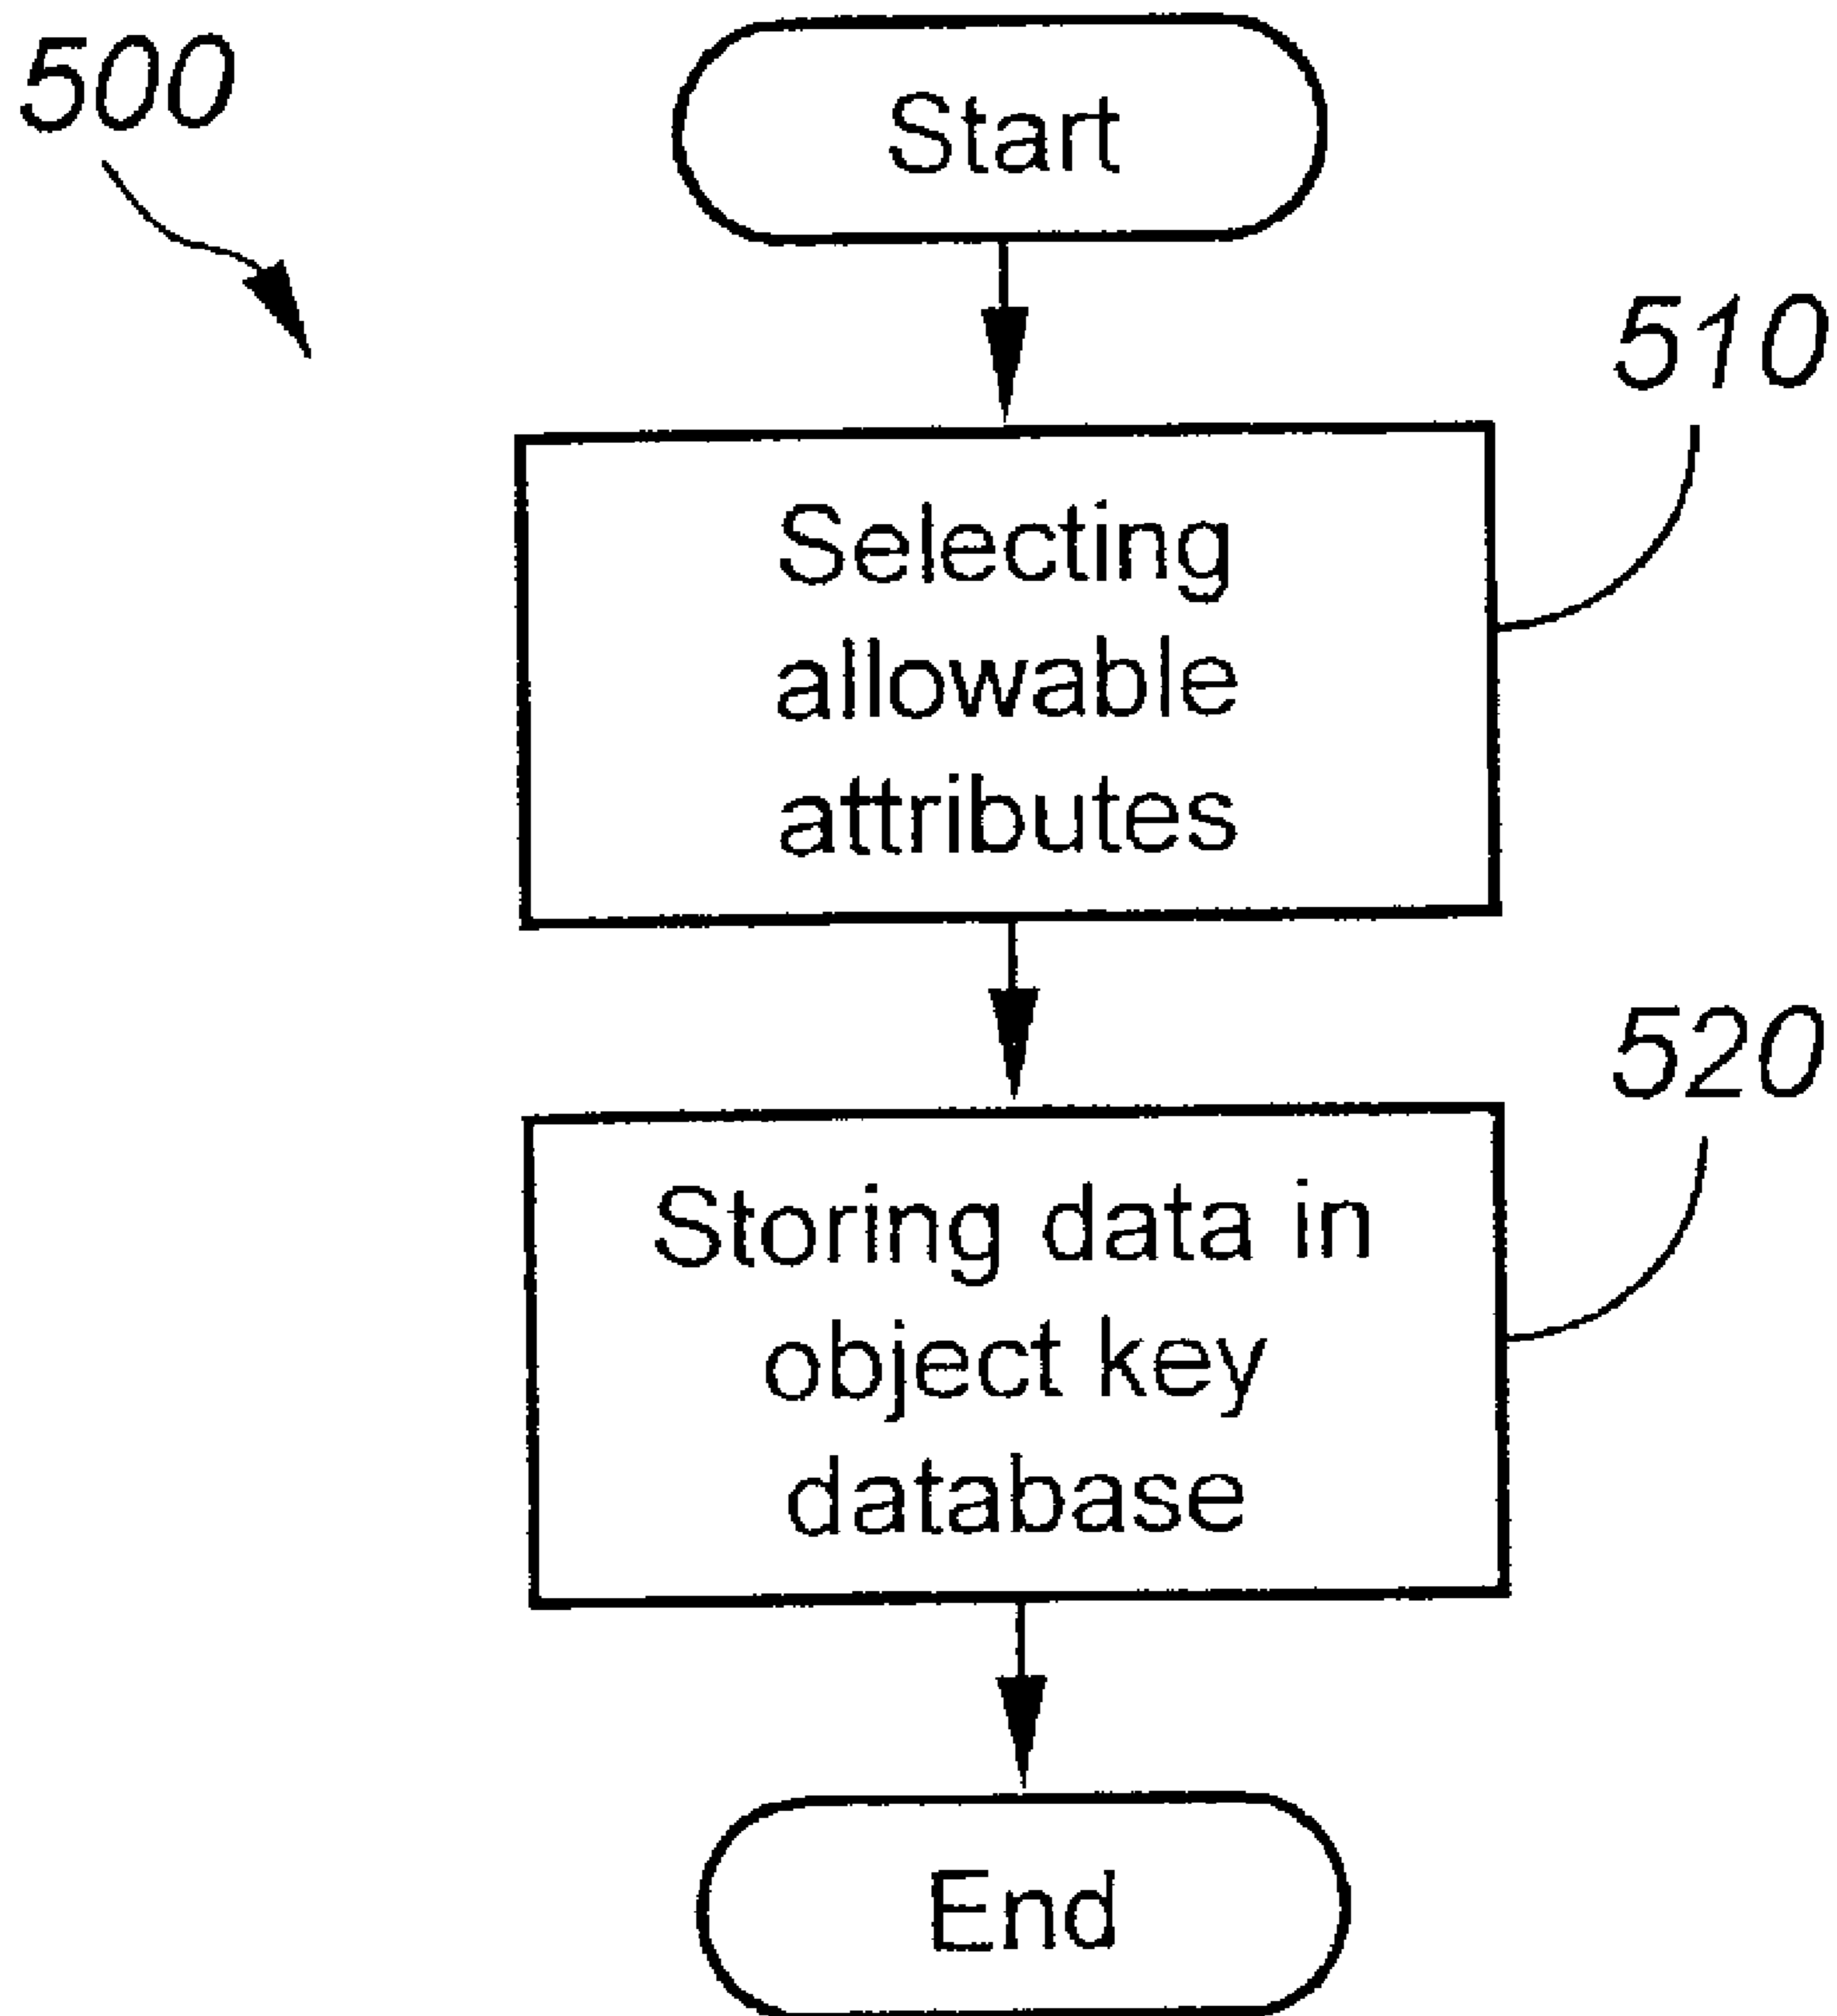 500
Start
510
Selecting
allowable
attributes
520
Storing data in
object key
database
End